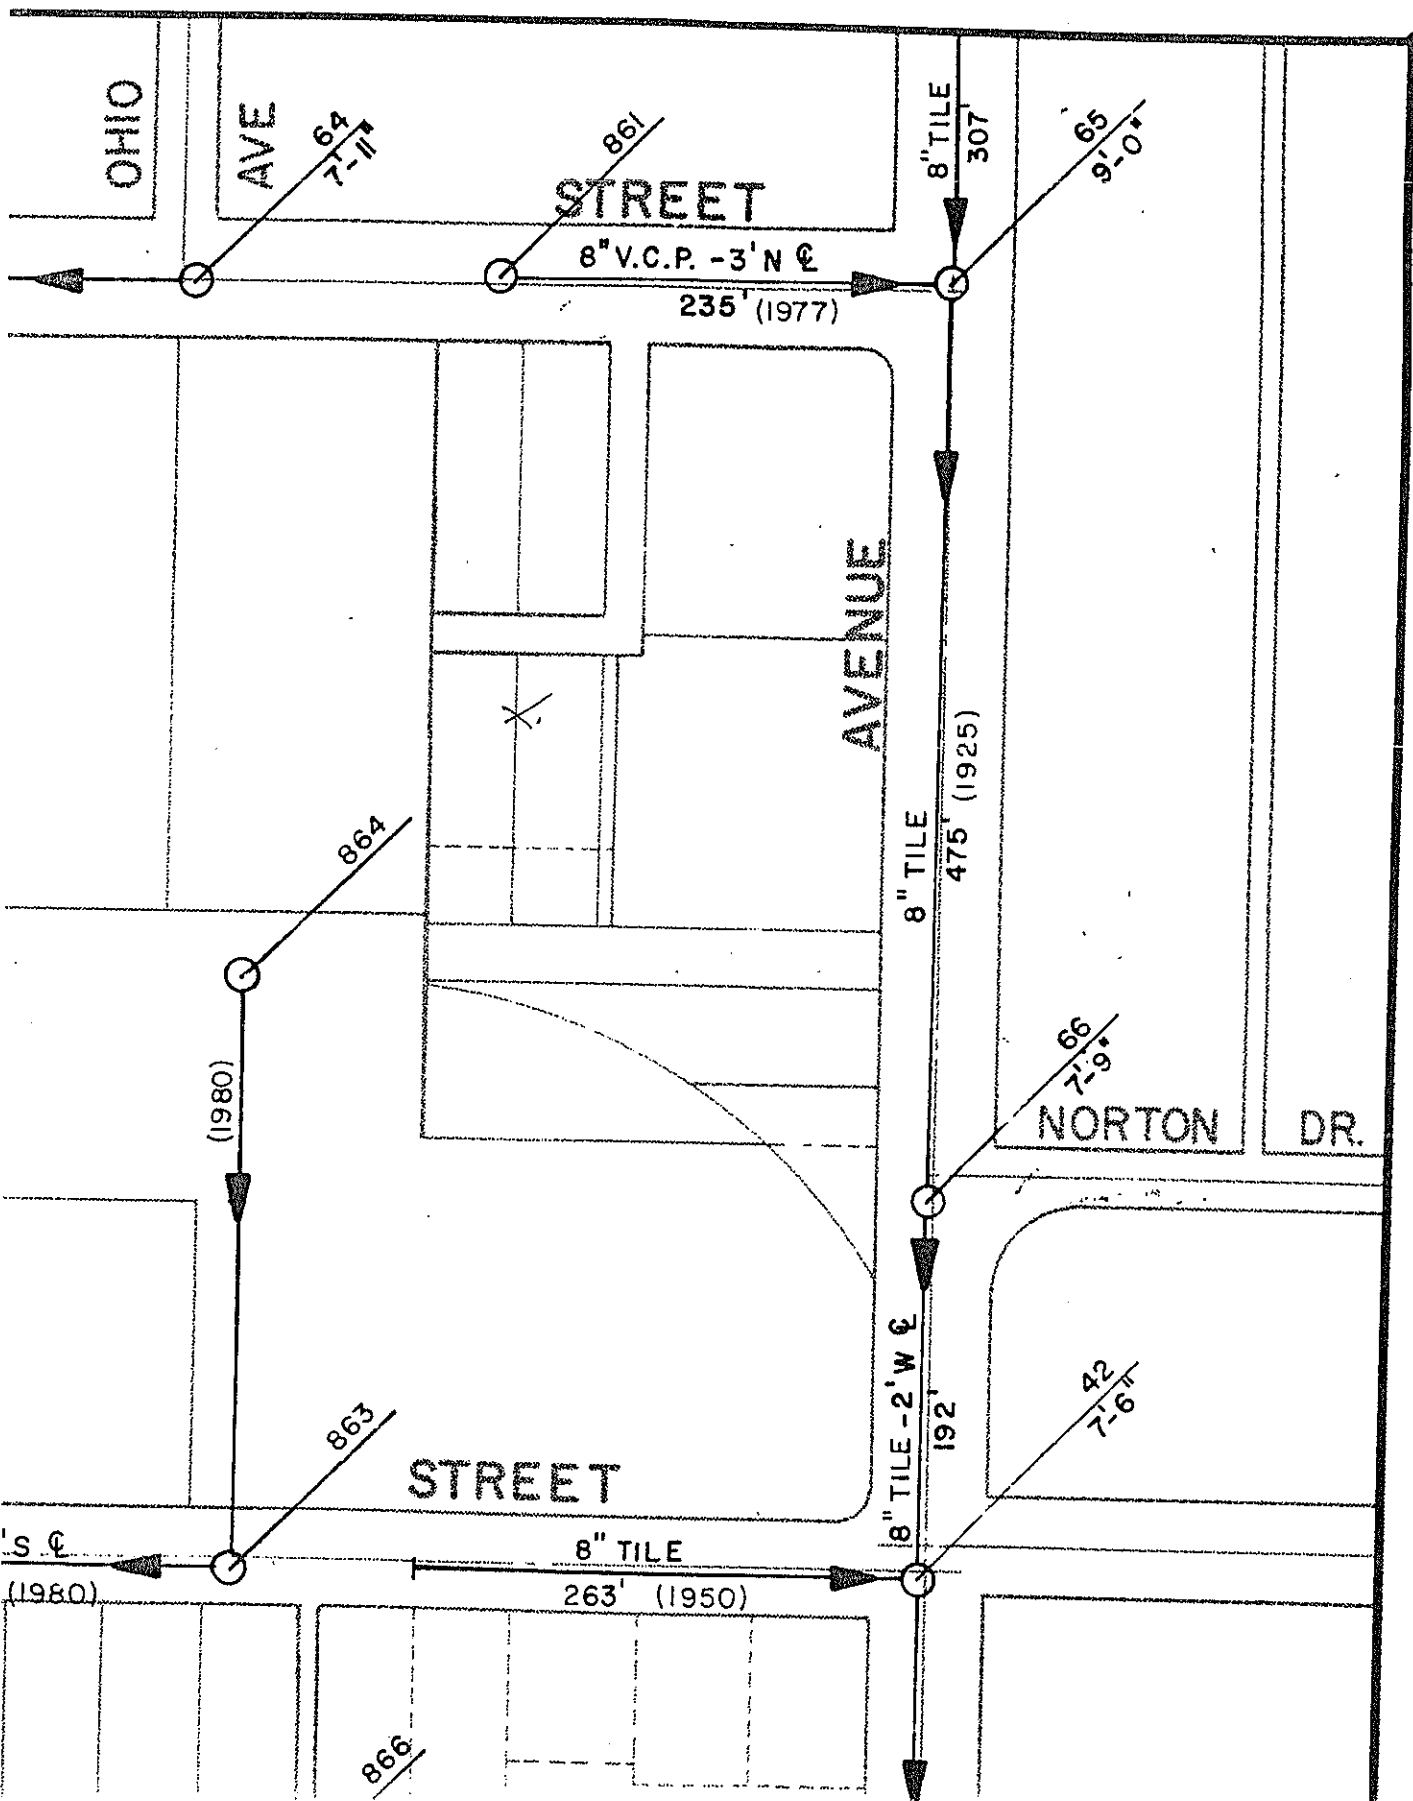 OHIO
AVE
64
7'-11"
861
STREET
8" TILE
307'
65
9'-0"
8" V.C.P. -3' N ℄
235' (1977)
AVENUE
8" TILE
475' (1925)
864
(1980)
66
7'-9"
NORTON DR.
8" TILE -2' W ℄
192'
42
7'-6"
863
STREET
'S ℄
(1980)
8" TILE
263' (1950)
866